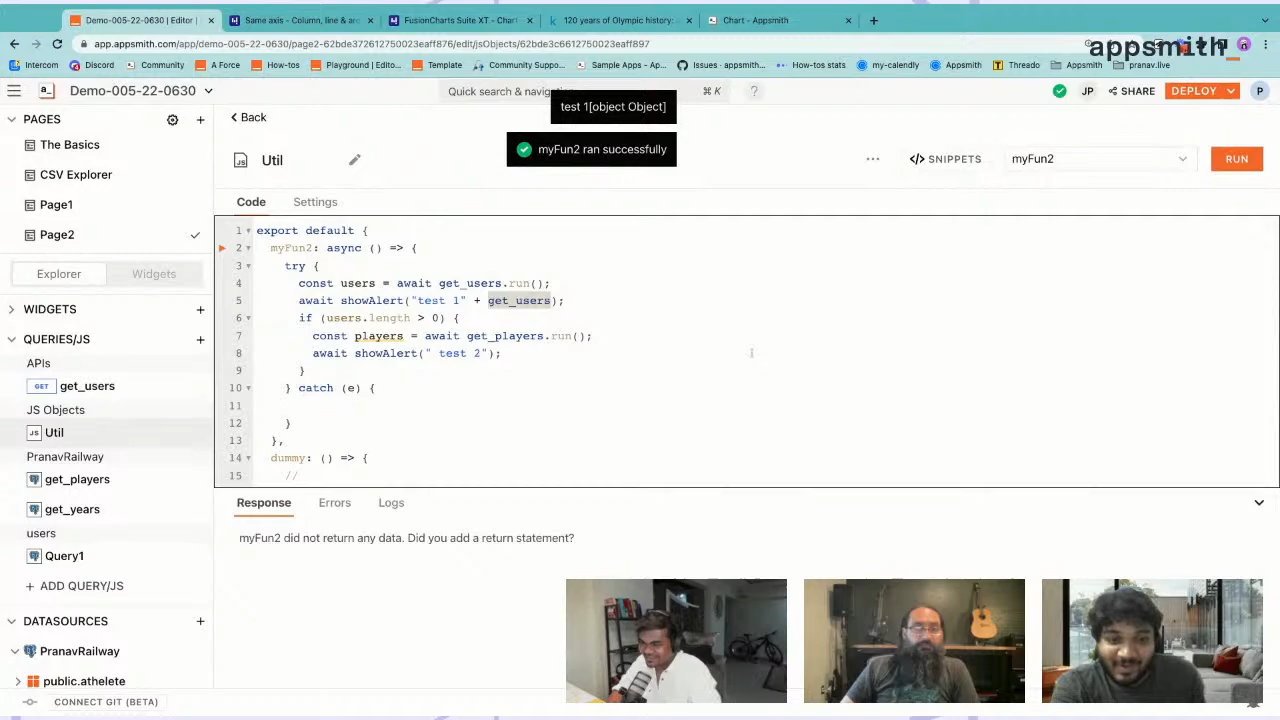 Demo-005-22-0630 | Editor |
Same axis - Column, line & are
FusionCharts Suite XT - Chart
120 years of Olympic history:
Chart - Appsmith
app.appsmith.com/app/demo-005-22-0630/page2-62bde372612750023eaff876/edit/jsObjects/62bde3c6612750023eaff897
appsmith_
Intercom
Discord
Community
A Force
How-tos
Playground | Edito...
Template
Community Suppo...
Sample Apps - Ap...
Issues · appsmith...
How-tos stats
my-calendly
Appsmith
Threado
Appsmith
pranav.live
Demo-005-22-0630
Quick search & navigation
⌘ K
?
JP
SHARE
DEPLOY
P
test 1[object Object]
myFun2 ran successfully
PAGES
The Basics
CSV Explorer
Page1
Page2
Explorer
Widgets
WIDGETS
QUERIES/JS
APIs
GET get_users
JS Objects
JS Util
PranavRailway
get_players
get_years
users
Query1
+ ADD QUERY/JS
DATASOURCES
PranavRailway
public.athelete
CONNECT GIT (BETA)
< Back
JS Util
... </> SNIPPETS
myFun2
RUN
Code
Settings
1 export default {
2 myFun2: async () => {
3 try {
4 const users = await get_users.run();
5 await showAlert("test 1" + get_users);
6 if (users.length > 0) {
7 const players = await get_players.run();
8 await showAlert(" test 2");
9 }
10 } catch (e) {
11
12 }
13 },
14 dummy: () => {
15 //
Response
Errors
Logs
myFun2 did not return any data. Did you add a return statement?